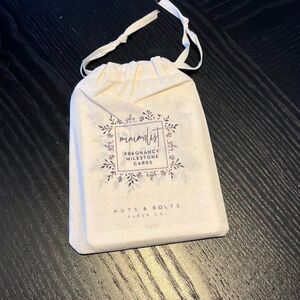 minimalist
PREGNANCY
MILESTONE
CARDS
NUTS & BOLTS
PAPER CO.